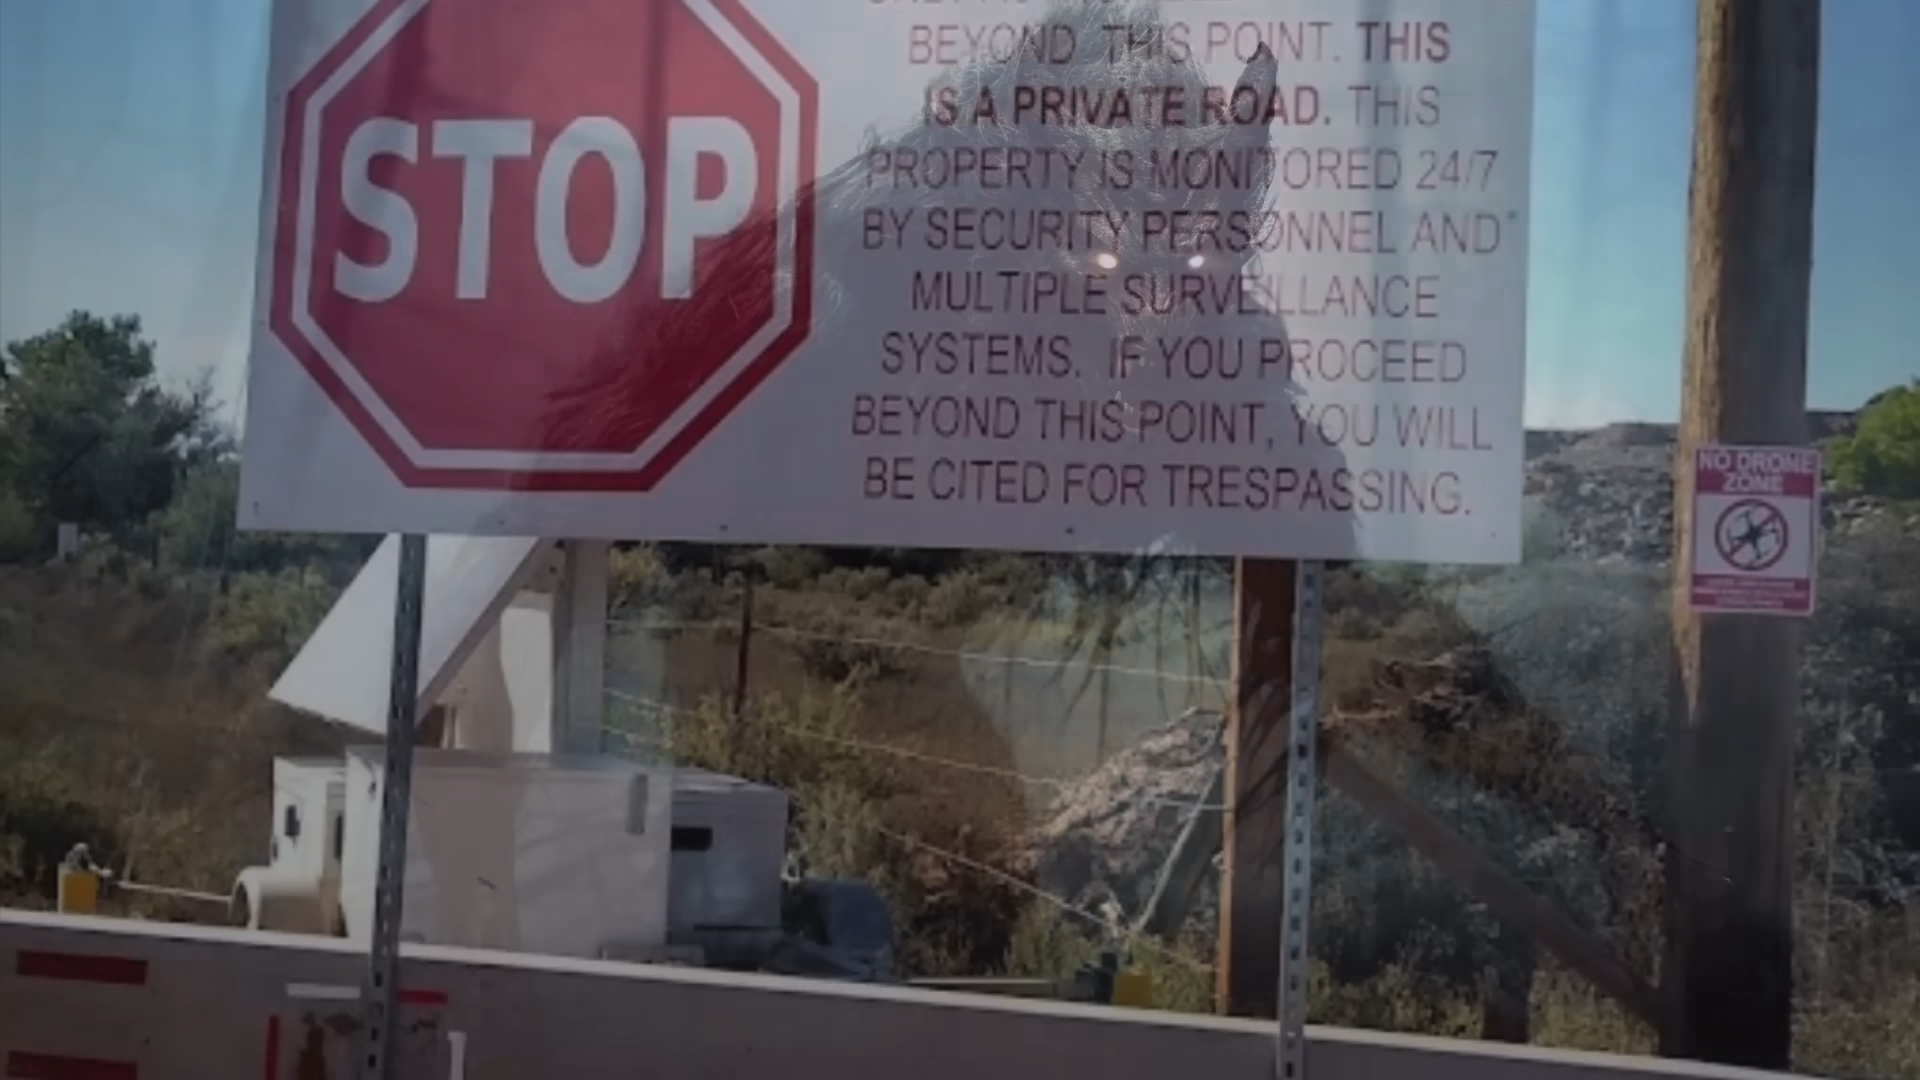 STOP
BEYOND THIS POINT. THIS
IS A PRIVATE ROAD. THIS
PROPERTY IS MONITORED 24/7
BY SECURITY PERSONNEL AND
MULTIPLE SURVEILLANCE
SYSTEMS. IF YOU PROCEED
BEYOND THIS POINT, YOU WILL
BE CITED FOR TRESPASSING.
NO DRONE
ZONE